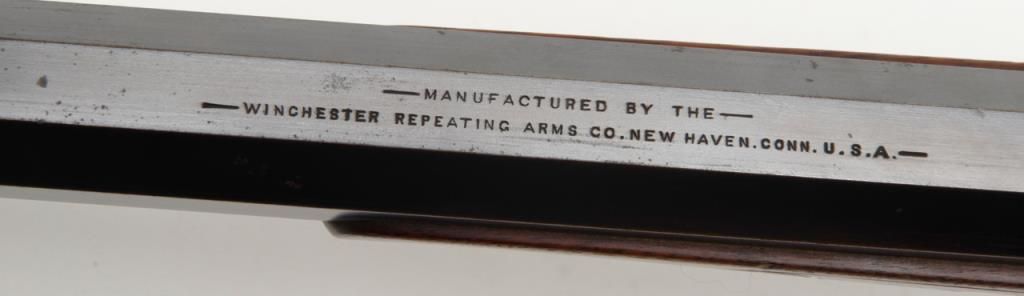 —MANUFACTURED BY THE—
—WINCHESTER REPEATING ARMS CO. NEW HAVEN. CONN. U.S.A.—